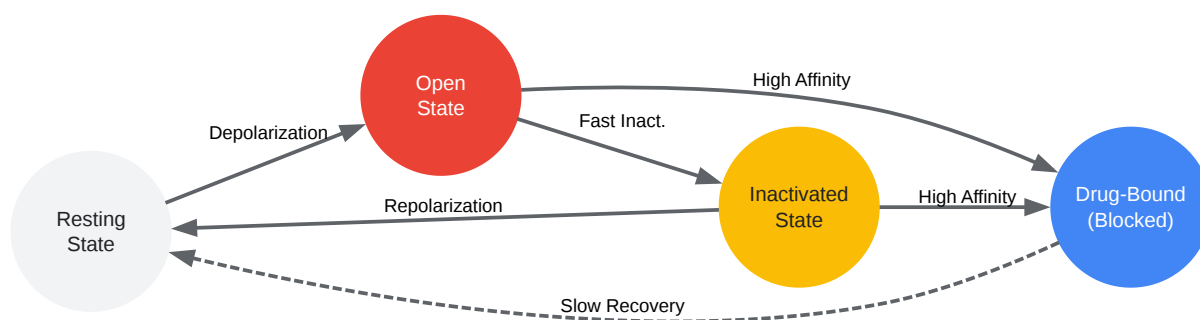 Open
State
High Affinity
Fast Inact.
Depolarization
Inactivated
State
High Affinity
Drug-Bound
(Blocked)
Repolarization
Resting
State
Slow Recovery